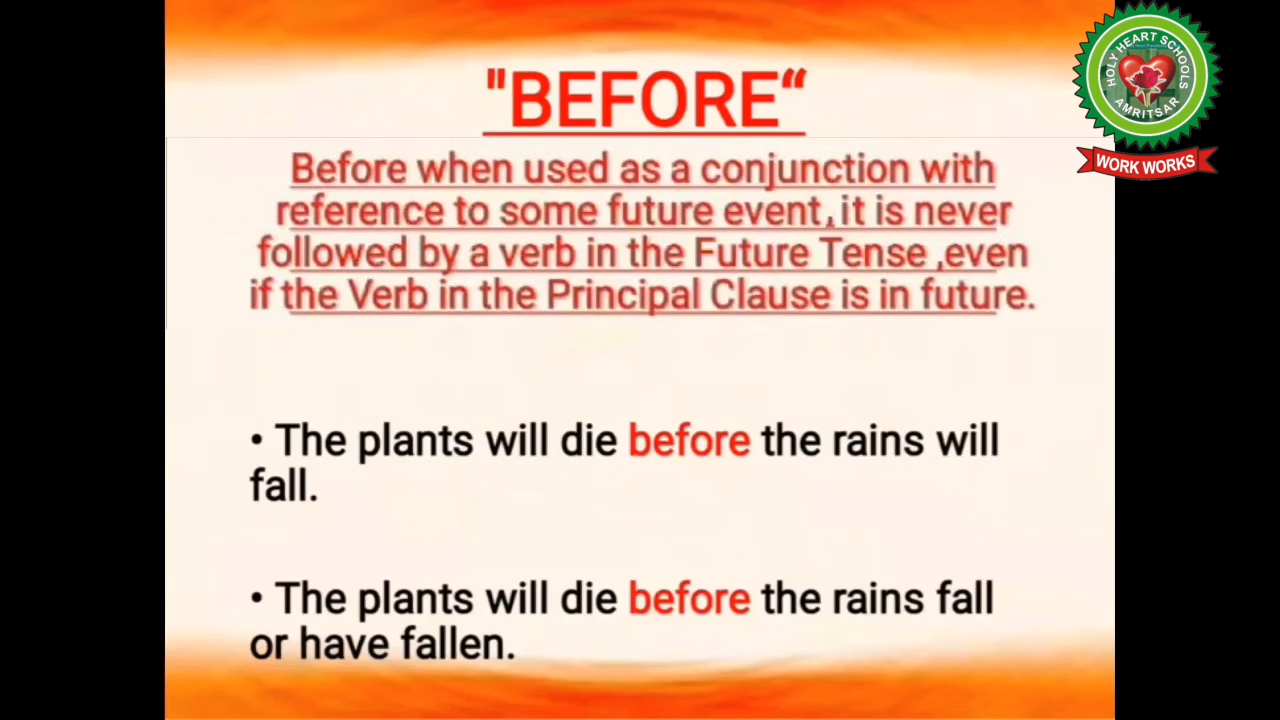 "BEFORE“
Before when used as a conjunction with
reference to some future event, it is never
followed by a verb in the Future Tense ,even
if the Verb in the Principal Clause is in future.
• The plants will die before the rains will
fall.
• The plants will die before the rains fall
or have fallen.
HOLY HEART SCHOOLS
AMRITSAR
WORK WORKS